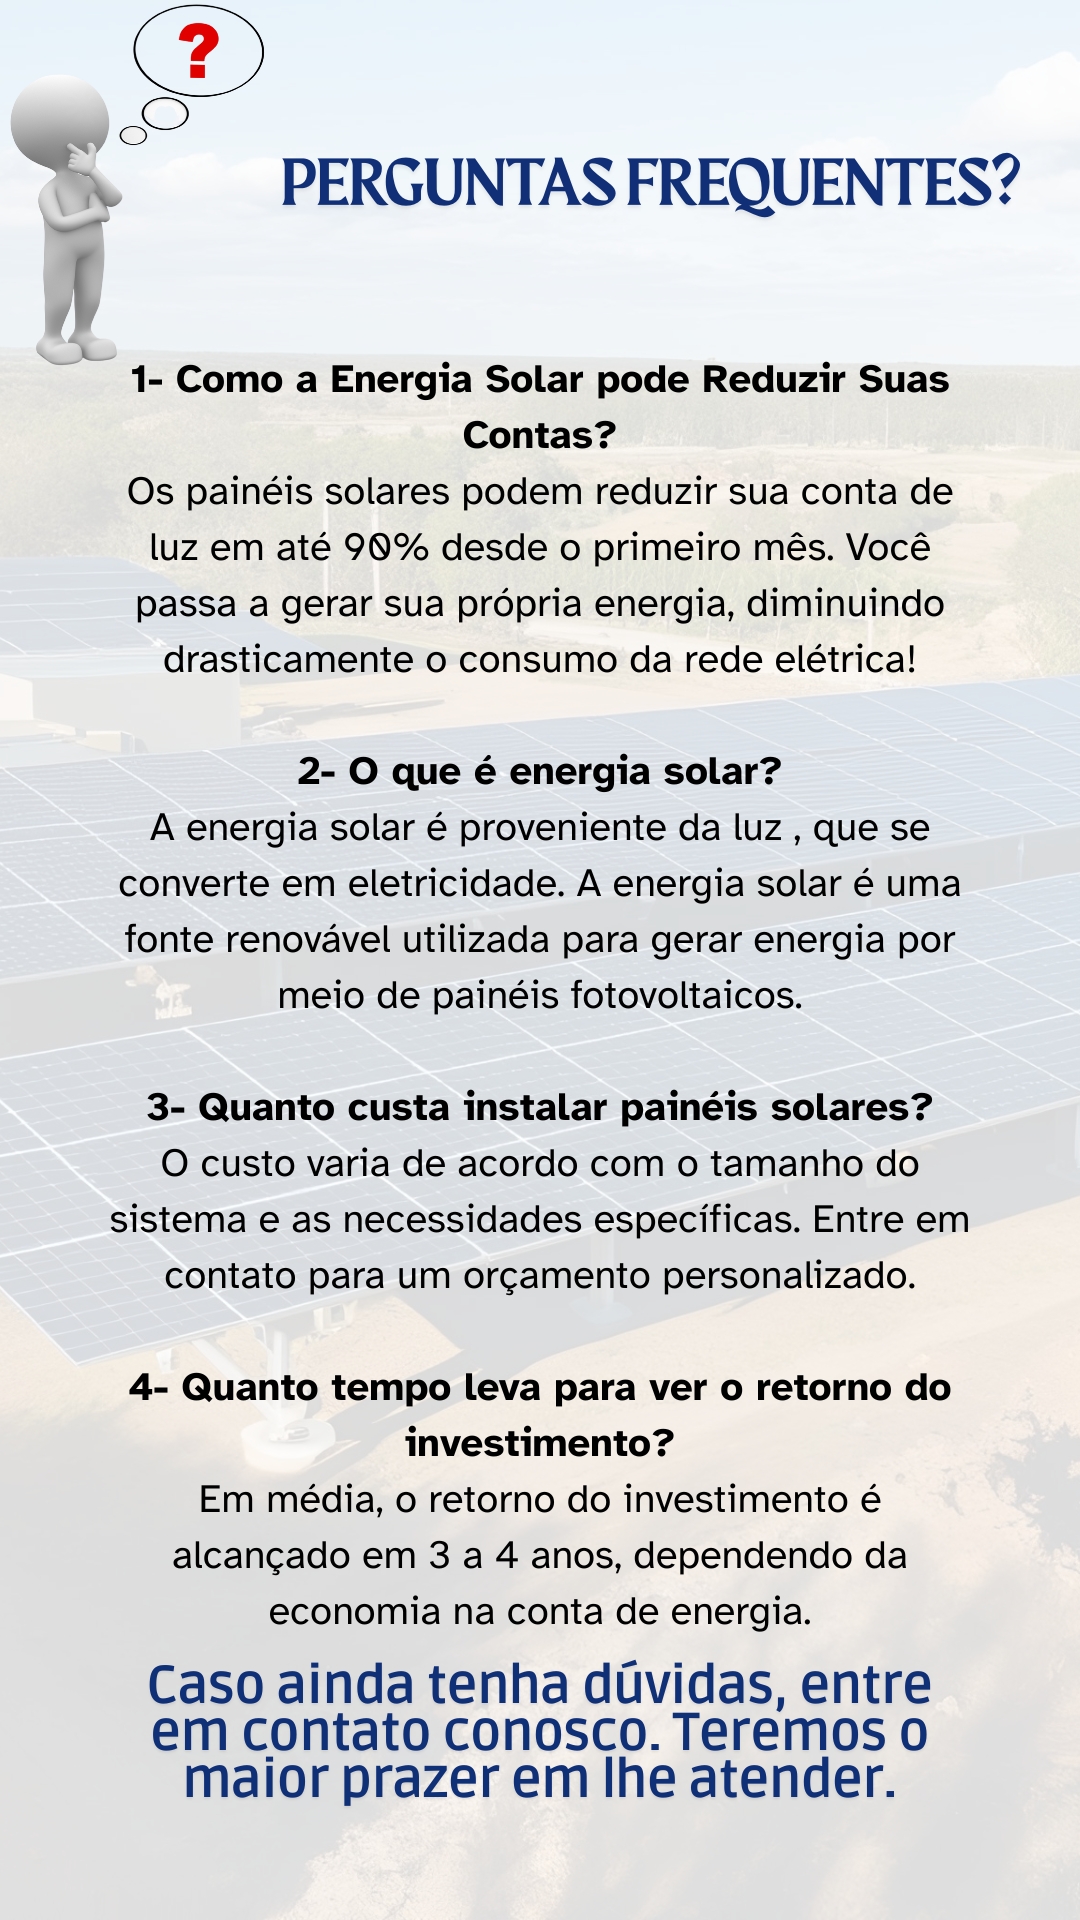 ?
PERGUNTAS FREQUENTES?
1- Como a Energia Solar pode Reduzir Suas
Contas?
Os painéis solares podem reduzir sua conta de
luz em até 90% desde o primeiro mês. Você
passa a gerar sua própria energia, diminuindo
drasticamente o consumo da rede elétrica!
2- O que é energia solar?
A energia solar é proveniente da luz , que se
converte em eletricidade. A energia solar é uma
fonte renovável utilizada para gerar energia por
meio de painéis fotovoltaicos.
3- Quanto custa instalar painéis solares?
O custo varia de acordo com o tamanho do
sistema e as necessidades específicas. Entre em
contato para um orçamento personalizado.
4- Quanto tempo leva para ver o retorno do
investimento?
Em média, o retorno do investimento é
alcançado em 3 a 4 anos, dependendo da
economia na conta de energia.
Caso ainda tenha dúvidas, entre
em contato conosco. Teremos o
maior prazer em lhe atender.